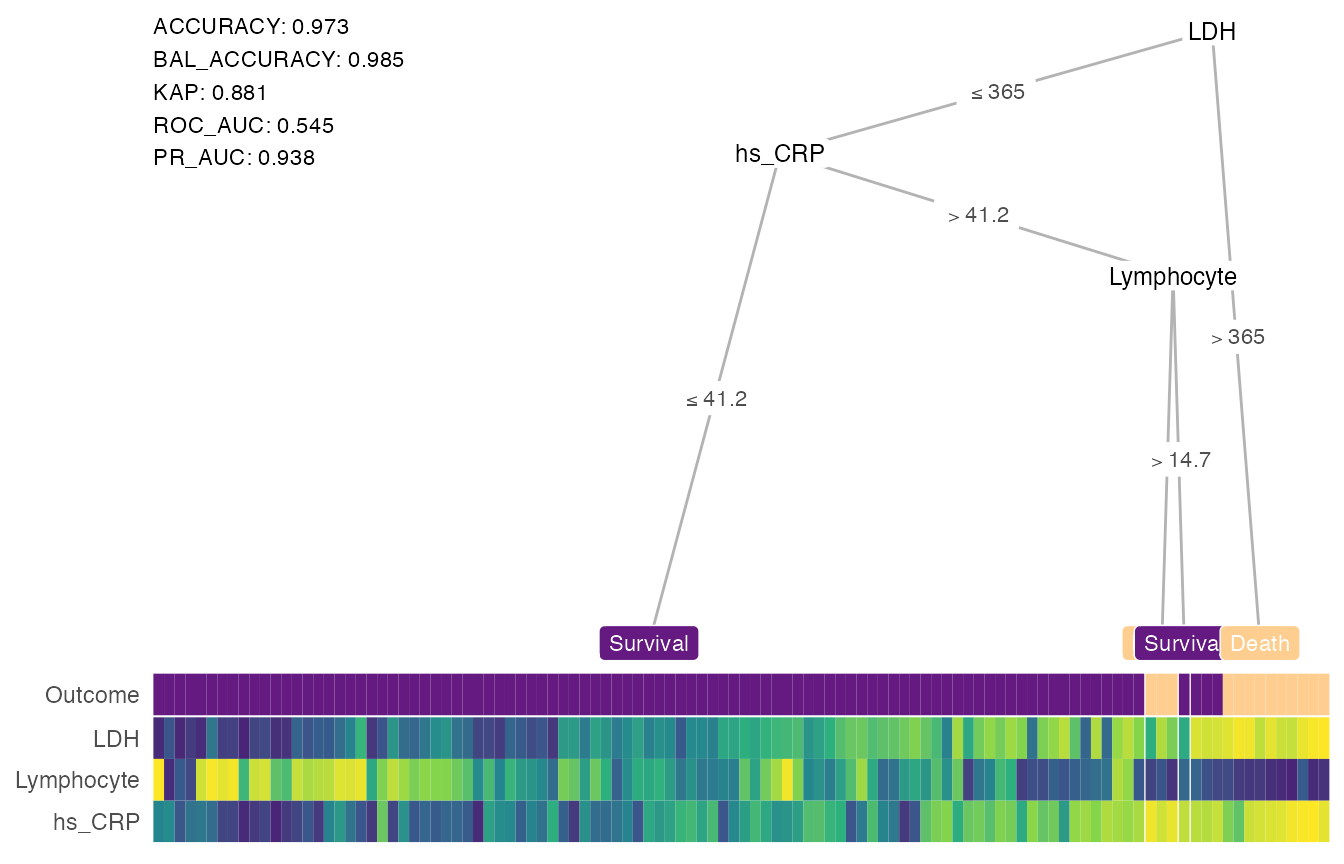 ACCURACY: 0.973
BAL_ACCURACY: 0.985
KAP: 0.881
ROC_AUC: 0.545
PR_AUC: 0.938
LDH
≤ 365
hs_CRP
> 41.2
Lymphocyte
> 365
≤ 41.2
> 14.7
Survival
Surviva
Death
Outcome
LDH
Lymphocyte
hs_CRP